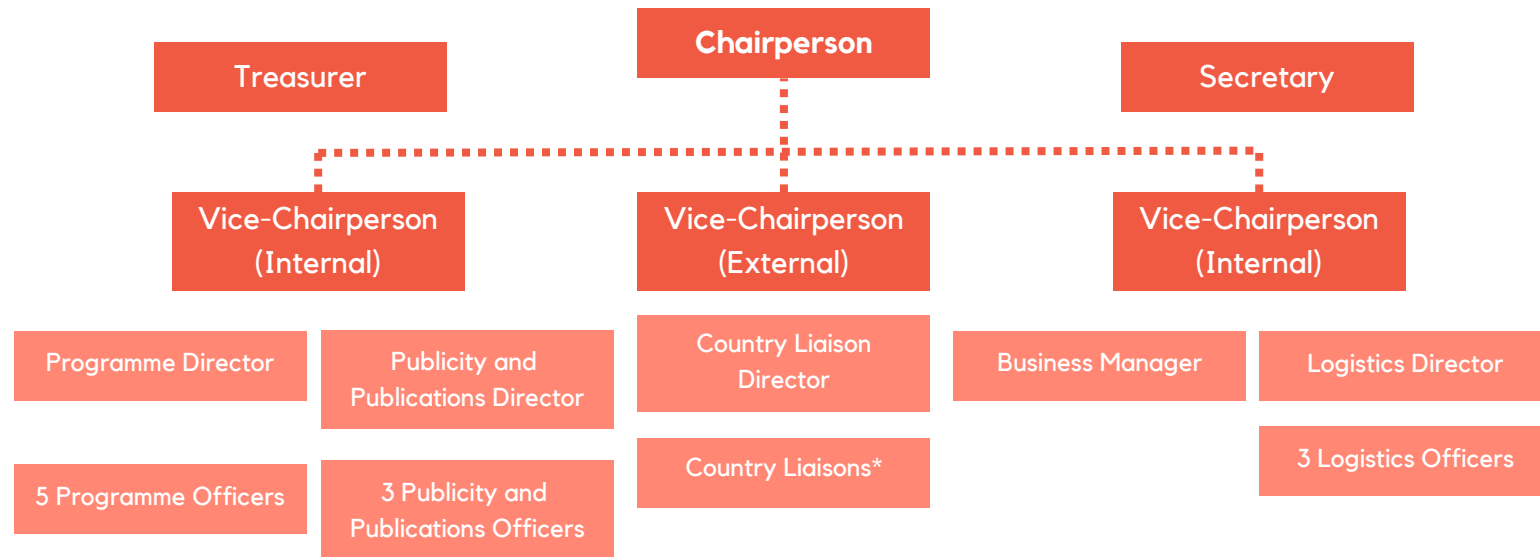 Chairperson
Treasurer
Secretary
Vice-Chairperson
(Internal)
Vice-Chairperson
(External)
Vice-Chairperson
(Internal)
Programme Director
Publicity and
Publications Director
Country Liaison
Director
Business Manager
Logistics Director
5 Programme Officers
3 Publicity and
Publications Officers
Country Liaisons*
3 Logistics Officers